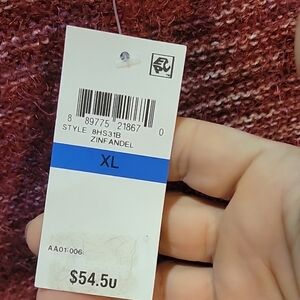 8 89775 21867 0
STYLE 8HS31B
ZINFANDEL
XL
AA01-006
$54.50